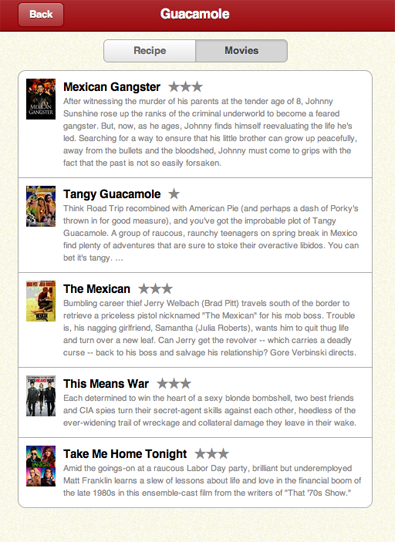 Back
Guacamole
Recipe
Movies
Mexican Gangster ★★★
After witnessing the murder of his parents at the tender age of 8, Johnny
Sunshine rose up the ranks of the criminal underworld to become a feared
gangster. But, now, as he ages, Johnny finds himself reevaluating the life he's
led. Searching for a way to ensure that his little brother can grow up peacefully,
away from the bullets and the bloodshed, Johnny must come to grips with the
fact that the past is not so easily forsaken.
Tangy Guacamole ★
Think Road Trip recombined with American Pie (and perhaps a dash of Porky's
thrown in for good measure), and you've got the improbable plot of Tangy
Guacamole. A group of raucous, raunchy teenagers on spring break in Mexico
find plenty of adventures that are sure to stoke their overactive libidos. You can
bet it's tangy. ...
The Mexican ★★★
Bumbling career thief Jerry Welbach (Brad Pitt) travels south of the border to
retrieve a priceless pistol nicknamed "The Mexican" for his mob boss. Trouble
is, his nagging girlfriend, Samantha (Julia Roberts), wants him to quit thug life
and turn over a new leaf. Can Jerry get the revolver -- which carries a deadly
curse -- back to his boss and salvage his relationship? Gore Verbinski directs.
This Means War ★★★
Each determined to win the heart of a sexy blonde bombshell, two best friends
and CIA spies turn their secret-agent skills against each other, heedless of the
ever-widening trail of wreckage and collateral damage they leave in their wake.
Take Me Home Tonight ★★★
Amid the goings-on at a raucous Labor Day party, brilliant but underemployed
Matt Franklin learns a slew of lessons about life and love in the financial boom of
the late 1980s in this ensemble-cast film from the writers of "That '70s Show."